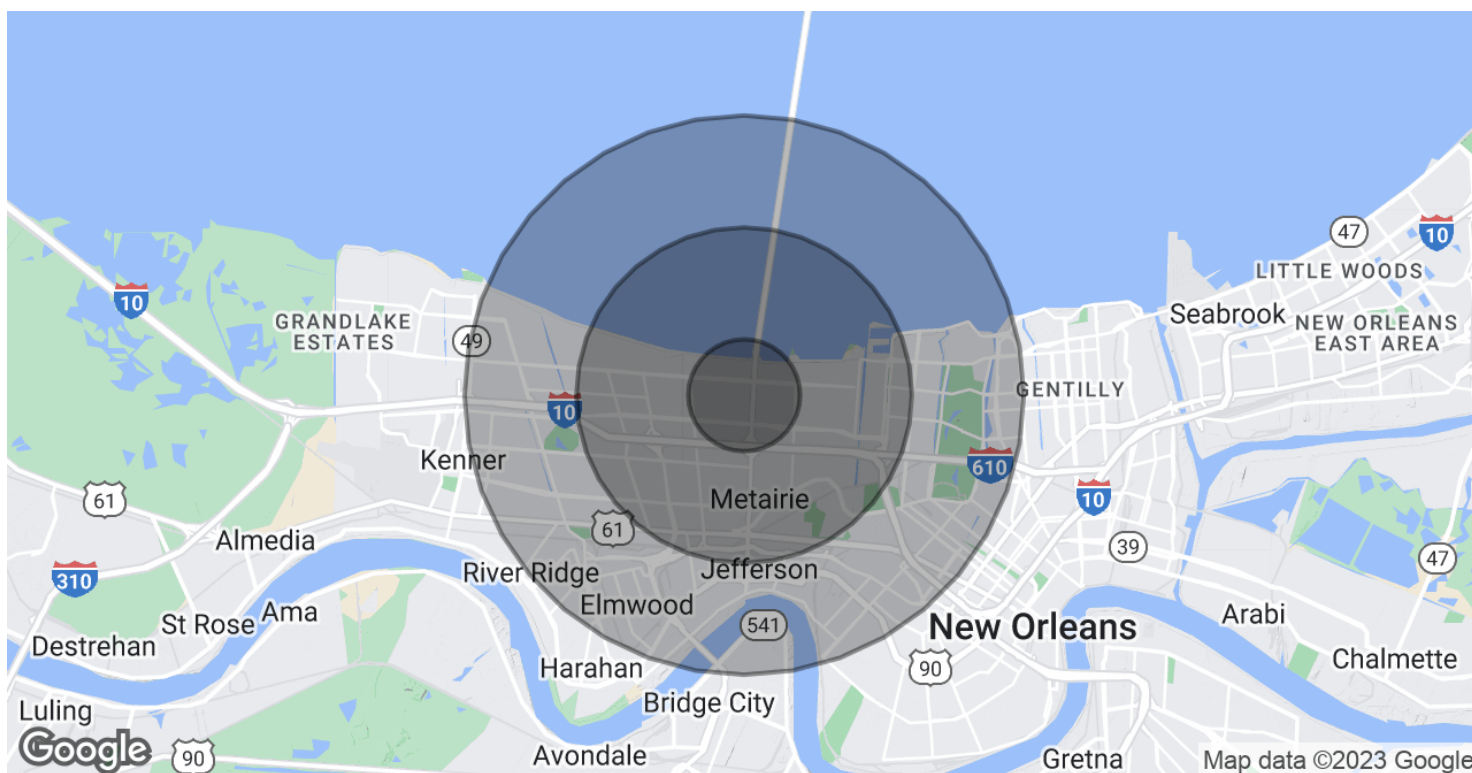 47
10
LITTLE WOODS
10
Seabrook
GRANDLAKE
ESTATES
49
NEW ORLEANS
EAST AREA
GENTILLY
10
Kenner
610
61
Metairie
10
61
Almedia
39
47
310
River Ridge
Jefferson
Elmwood
St Rose
Ama
541
New Orleans
Arabi
Destrehan
Harahan
90
Chalmette
Luling
Bridge City
Google
90
Avondale
Gretna
Map data ©2023 Google